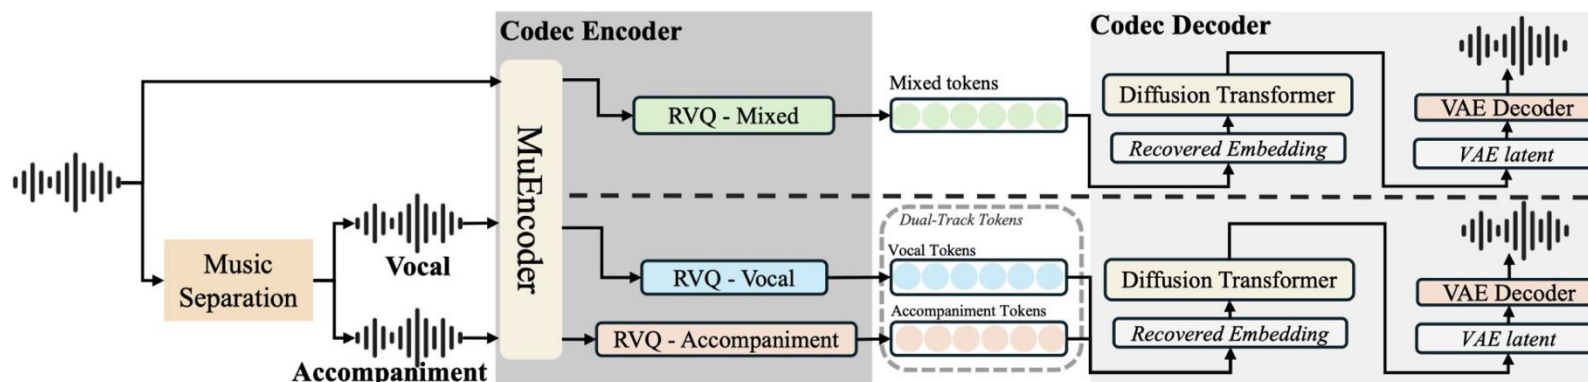 Codec Encoder
Codec Decoder
Mixed tokens
RVQ - Mixed
Diffusion Transformer
Recovered Embedding
VAE Decoder
VAE latent
MuEncoder
Music
Separation
Vocal
Accompaniment
Dual-Track Tokens
Vocal Tokens
RVQ - Vocal
Accompaniment Tokens
RVQ - Accompaniment
Diffusion Transformer
Recovered Embedding
VAE Decoder
VAE latent